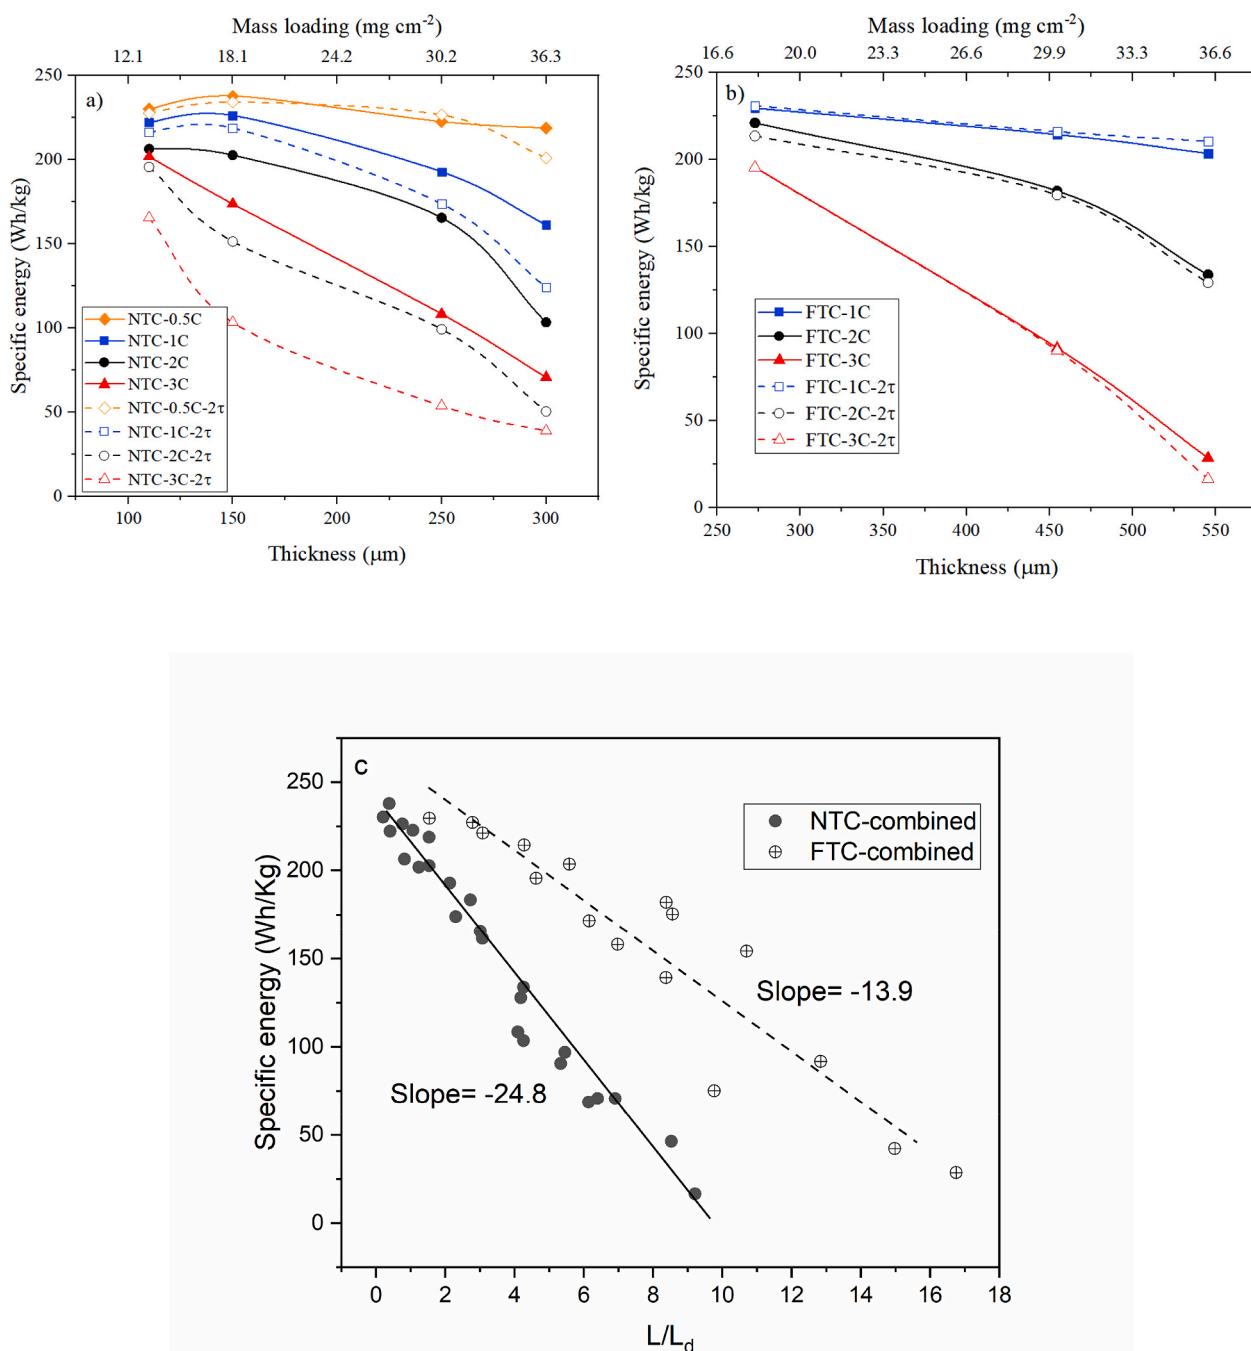 Mass loading (mg cm-2)
12.1 18.1 24.2 30.2 36.3
250
200
150
100
50
0
Specific energy (Wh/kg)
a)
NTC-0.5C
NTC-1C
NTC-2C
NTC-3C
NTC-0.5C-2τ
NTC-1C-2τ
NTC-2C-2τ
NTC-3C-2τ
100 150 200 250 300
Thickness (μm)
Mass loading (mg cm-2)
16.6 20.0 23.3 26.6 29.9 33.3 36.6
250
200
150
100
50
0
Specific energy (Wh/kg)
b)
FTC-1C
FTC-2C
FTC-3C
FTC-1C-2τ
FTC-2C-2τ
FTC-3C-2τ
250 300 350 400 450 500 550
Thickness (μm)
c
250
200
150
100
50
0
Specific energy (Wh/Kg)
NTC-combined
FTC-combined
Slope= -13.9
Slope= -24.8
0 2 4 6 8 10 12 14 16 18
L/Ld